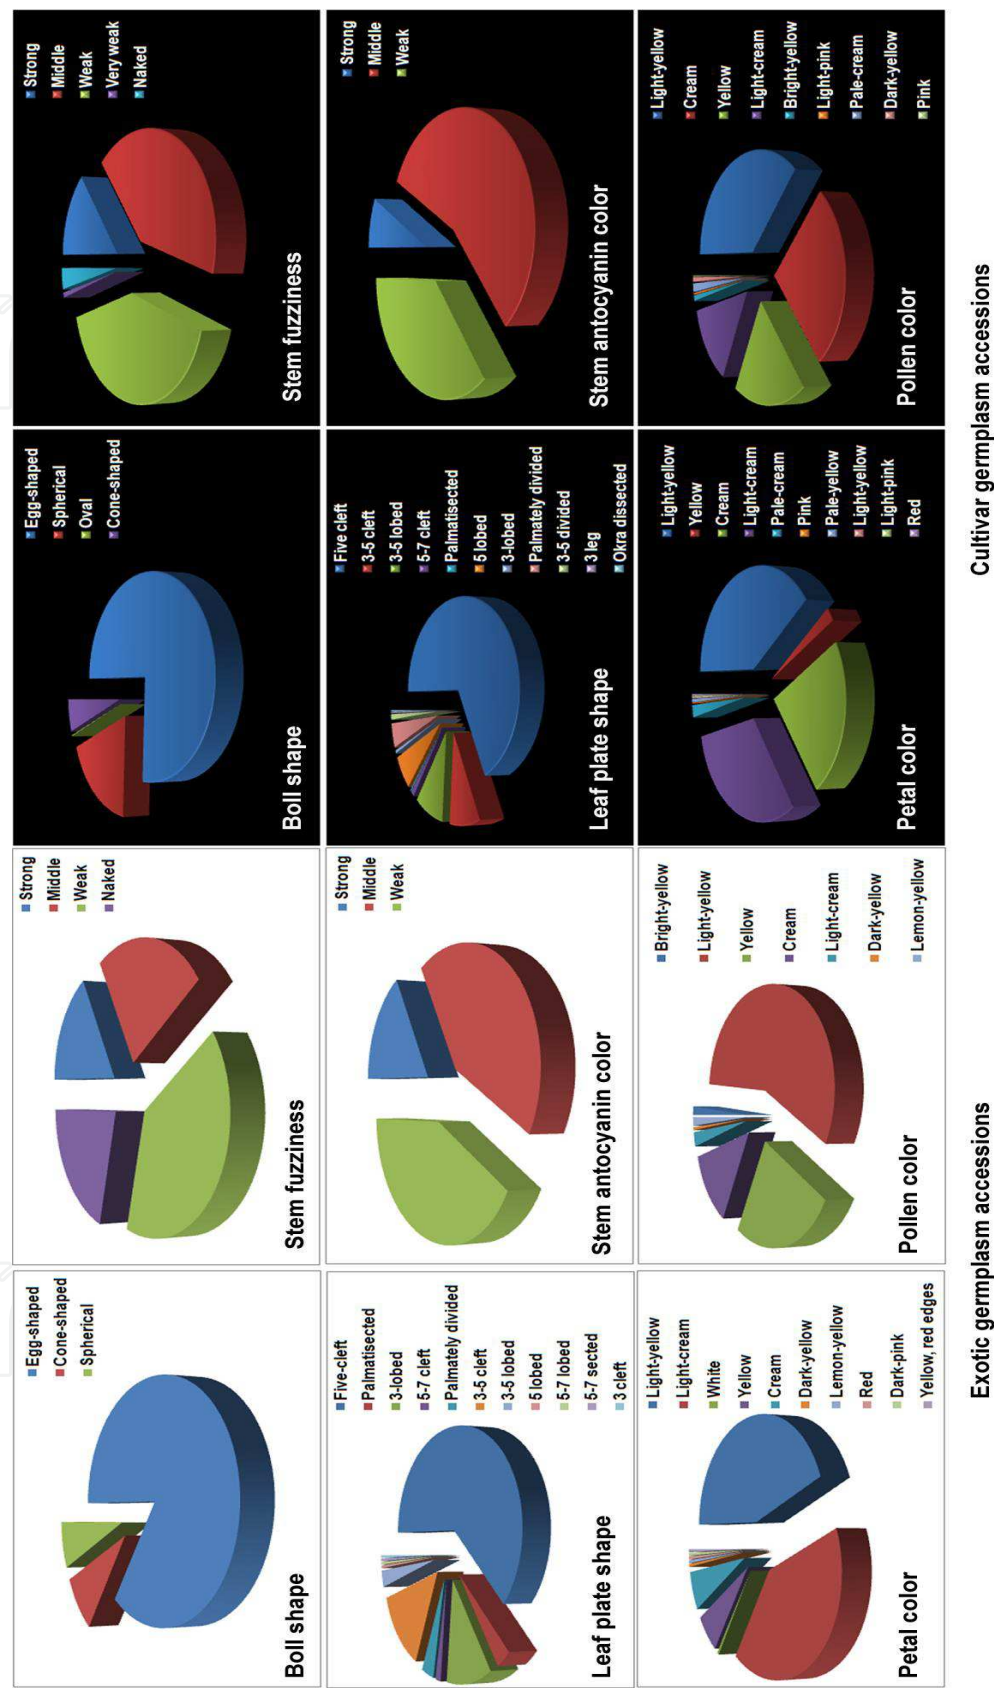 Egg-shaped
Cone-shaped
Spherical
Boll shape
Strong
Middle
Weak
Naked
Stem fuzziness
Egg-shaped
Spherical
Oval
Cone-shaped
Boll shape
Strong
Middle
Weak
Very weak
Naked
Stem fuzziness
Five-cleft
Palmatisected
3-lobed
5-7 cleft
Palmately divided
3-5 cleft
3-5 lobed
5 lobed
5-7 lobed
5-7 sected
3 cleft
Leaf plate shape
Strong
Middle
Weak
Stem antocyanin color
Five cleft
3-5 cleft
3-5 lobed
5-7 cleft
Palmatisected
5 lobed
3-lobed
Palmately divided
3-5 divided
3 leg
Okra dissected
Leaf plate shape
Strong
Middle
Weak
Stem antocyanin color
Light-yellow
Light-cream
White
Yellow
Cream
Dark-yellow
Lemon-yellow
Red
Dark-pink
Yellow, red edges
Petal color
Bright-yellow
Light-yellow
Yellow
Cream
Light-cream
Dark-yellow
Lemon-yellow
Pollen color
Light-yellow
Yellow
Cream
Light-cream
Pale-cream
Pink
Pale-yellow
Light-yellow
Light-pink
Red
Petal color
Light-yellow
Cream
Yellow
Light-cream
Bright-yellow
Light-pink
Pale-cream
Dark-yellow
Pink
Pollen color
Exotic germplasm accessions
Cultivar germplasm accessions